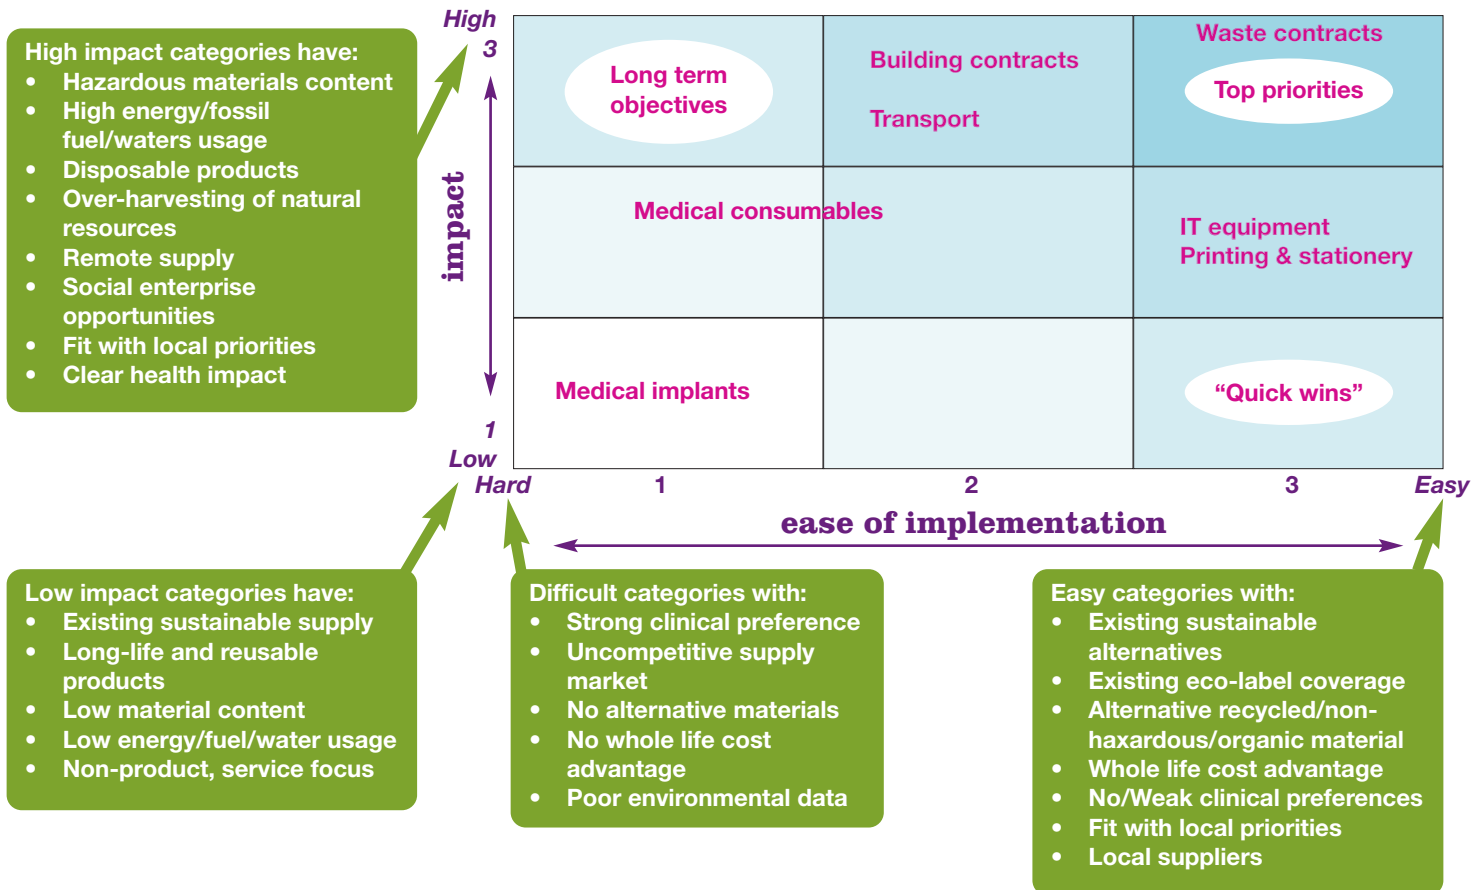 High impact categories have:
• Hazardous materials content
• High energy/fossil
fuel/waters usage
• Disposable products
• Over-harvesting of natural
resources
• Remote supply
• Social enterprise
opportunities
• Fit with local priorities
• Clear health impact
High
3
impact
1
Low
Long term
objectives
Building contracts
Transport
Waste contracts
Top priorities
Medical consumables
IT equipment
Printing & stationery
Medical implants
“Quick wins”
Hard
1
2
3
Easy
ease of implementation
Low impact categories have:
• Existing sustainable supply
• Long-life and reusable
products
• Low material content
• Low energy/fuel/water usage
• Non-product, service focus
Difficult categories with:
• Strong clinical preference
• Uncompetitive supply
market
• No alternative materials
• No whole life cost
advantage
• Poor environmental data
Easy categories with:
• Existing sustainable
alternatives
• Existing eco-label coverage
• Alternative recycled/non-
haxardous/organic material
• Whole life cost advantage
• No/Weak clinical preferences
• Fit with local priorities
• Local suppliers